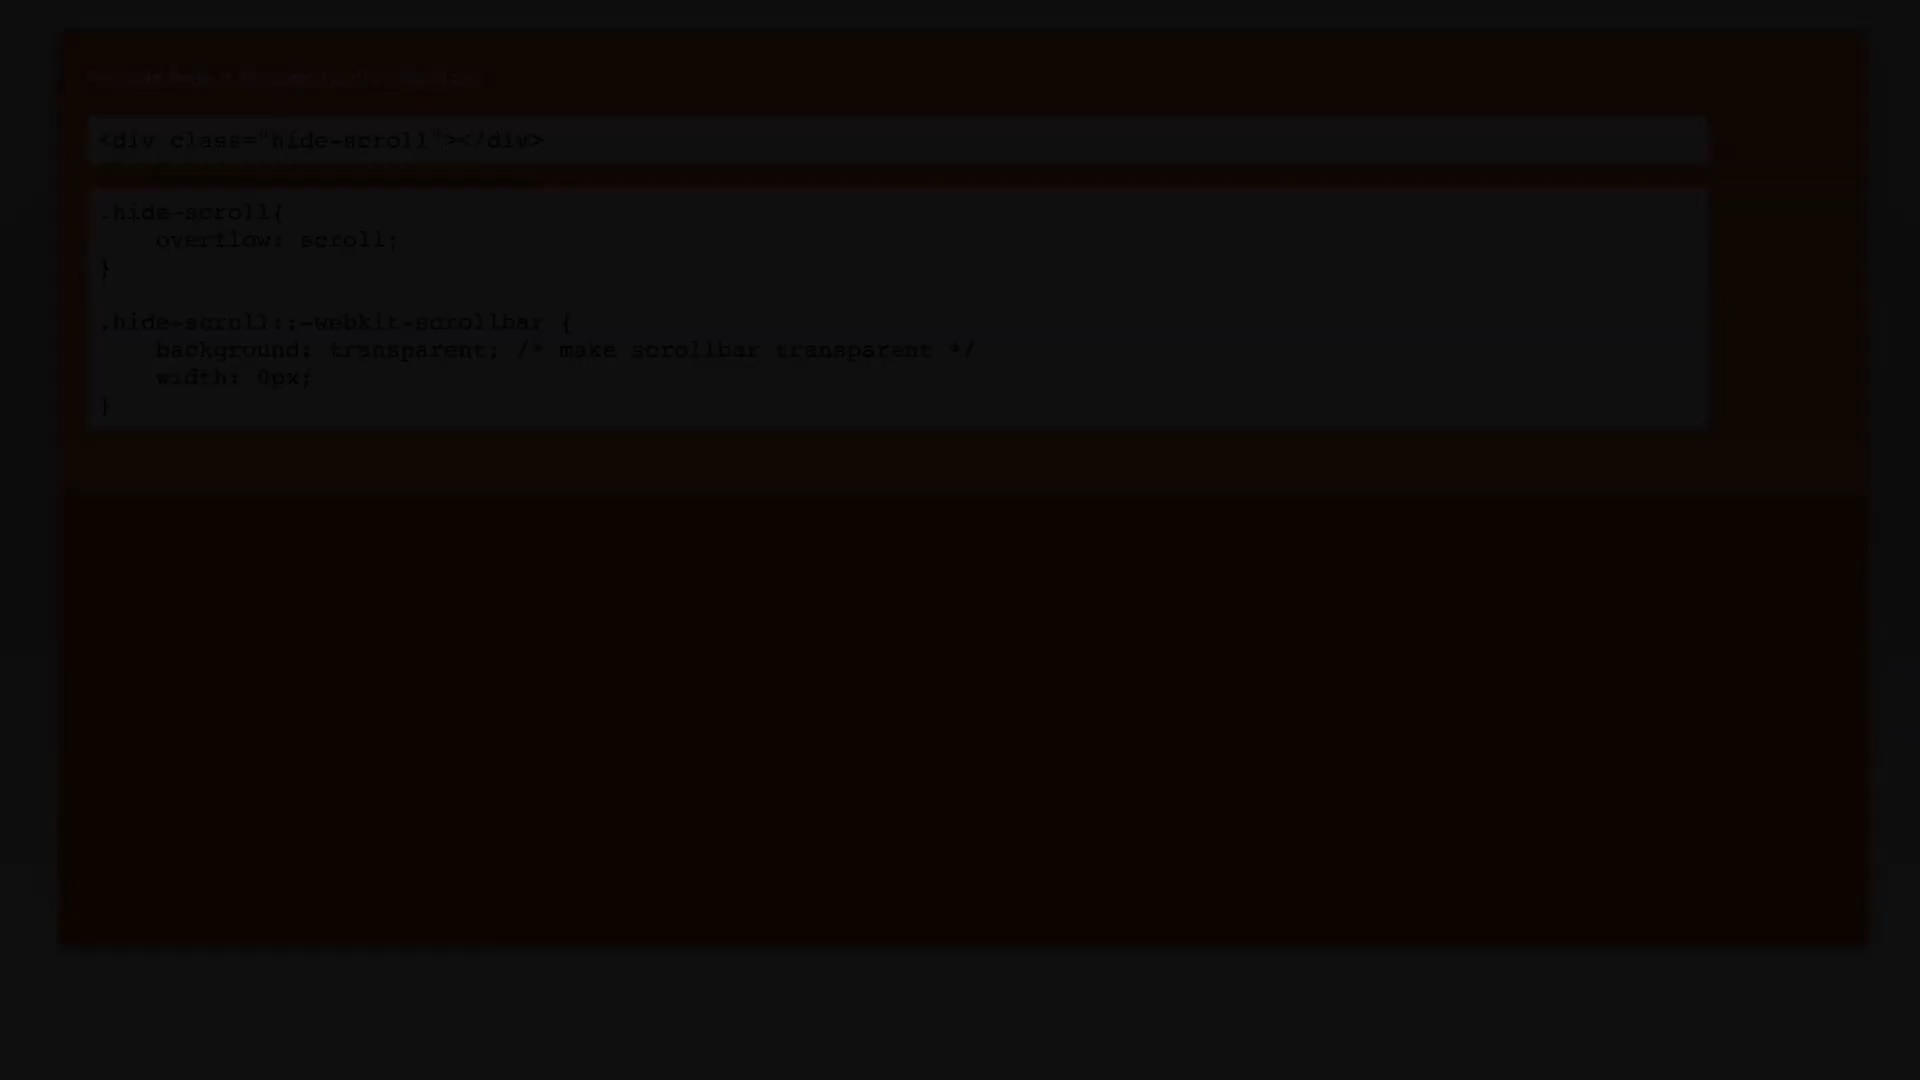 <div class="hide-scroll"></div>
.hide-scroll{
    overflow: scroll;
}
.hide-scroll::-webkit-scrollbar {
    background: transparent; /* make scrollbar transparent */
    width: 0px;
}